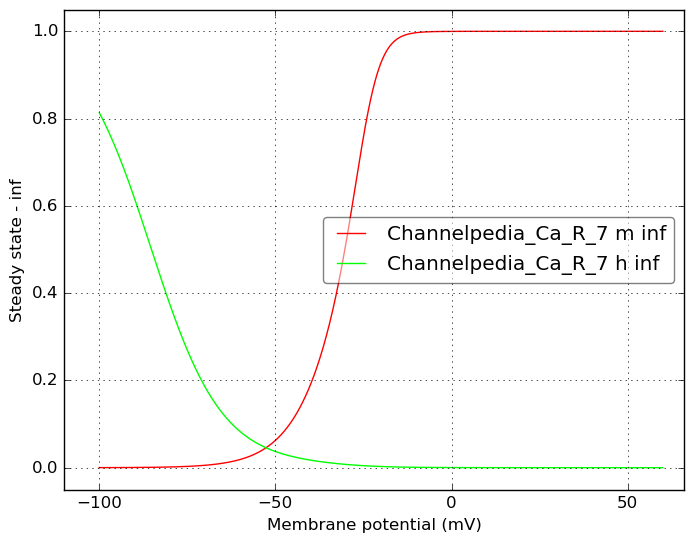 1.0
0.8
0.6
0.4
0.2
0.0
Steady state - inf
Channelpedia_Ca_R_7 m inf
Channelpedia_Ca_R_7 h inf
−100
−50
0
50
Membrane potential (mV)